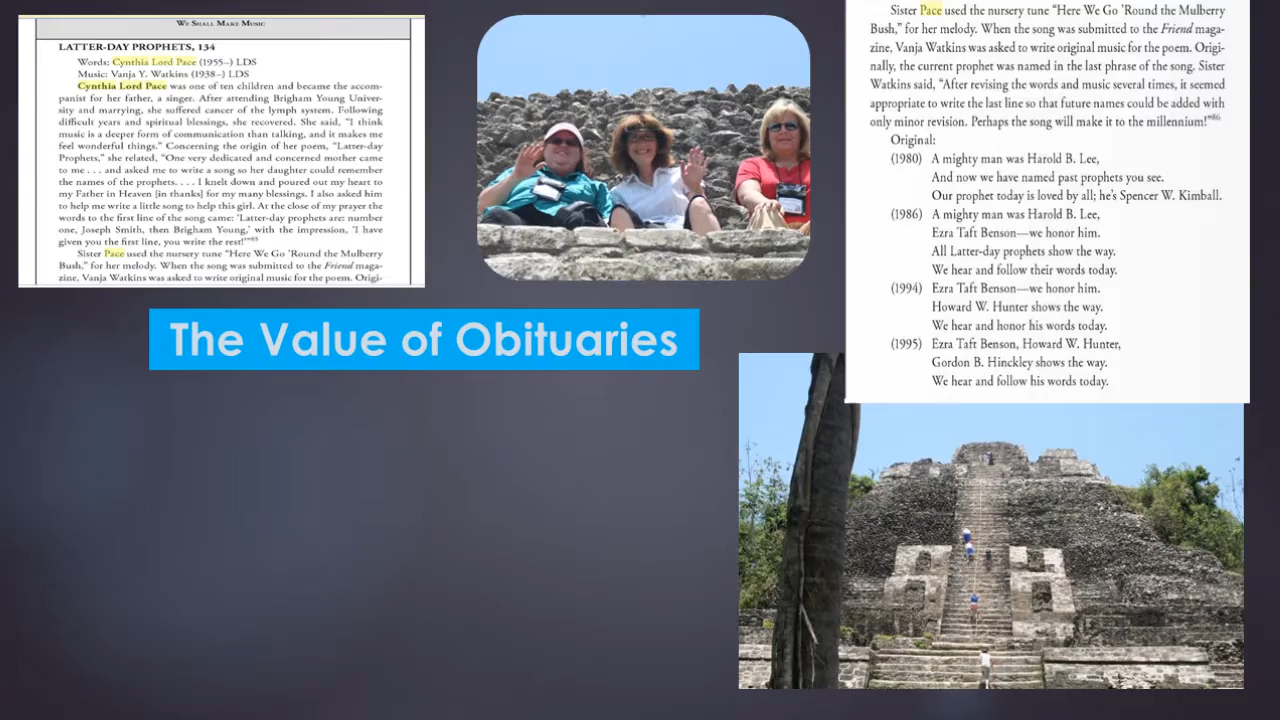 WE SHALL MAKE MUSIC
LATTER-DAY PROPHETS, 134
Words: Cynthia Lord Pace (1955–) LDS
Music: Vanja Y. Watkins (1938–) LDS
Cynthia Lord Pace was one of ten children and became the accom-
panist for her father, a singer. After attending Brigham Young Univer-
sity and marrying, she suffered cancer of the lymph system. Following
difficult years and spiritual blessings, she recovered. She said, "I think
music is a deeper form of communication than talking, and it makes me
feel wonderful things." Concerning the origin of her poem, "Latter-day
Prophets," she related, "One very dedicated and concerned mother came
to me . . . and asked me to write a song so her daughter could remember
the names of the prophets. . . . I knelt down and poured out my heart to
my Father in Heaven [in thanks] for my many blessings. I also asked him
to help me write a little song to help this girl. At the close of my prayer the
words to the first line of the song came: 'Latter-day prophets are: number
one, Joseph Smith, then Brigham Young,' with the impression, 'I have
given you the first line, you write the rest!'"85
Sister Pace used the nursery tune "Here We Go 'Round the Mulberry
Bush," for her melody. When the song was submitted to the Friend maga-
zine, Vanja Watkins was asked to write original music for the poem. Origi-
Sister Pace used the nursery tune "Here We Go 'Round the Mulberry
Bush," for her melody. When the song was submitted to the Friend maga-
zine, Vanja Watkins was asked to write original music for the poem. Origi-
nally, the current prophet was named in the last phrase of the song. Sister
Watkins said, "After revising the words and music several times, it seemed
appropriate to write the last line so that future names could be added with
only minor revision. Perhaps the song will make it to the millennium!"86
Original:
(1980) A mighty man was Harold B. Lee,
And now we have named past prophets you see.
Our prophet today is loved by all; he's Spencer W. Kimball.
(1986) A mighty man was Harold B. Lee,
Ezra Taft Benson—we honor him.
All Latter-day prophets show the way.
We hear and follow their words today.
(1994) Ezra Taft Benson—we honor him.
Howard W. Hunter shows the way.
We hear and honor his words today.
(1995) Ezra Taft Benson, Howard W. Hunter,
Gordon B. Hinckley shows the way.
We hear and follow his words today.
The Value of Obituaries